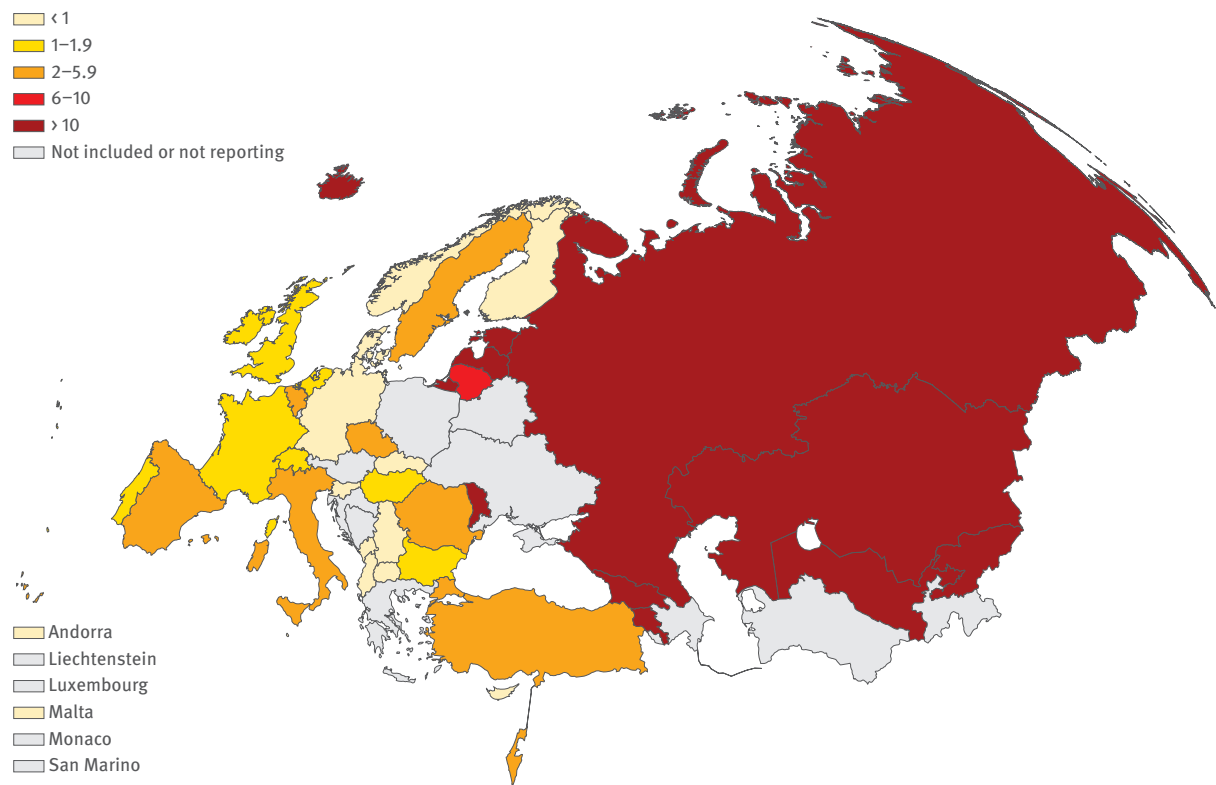 ‹ 1
1–1.9
2–5.9
6–10
› 10
Not included or not reporting
Andorra
Liechtenstein
Luxembourg
Malta
Monaco
San Marino